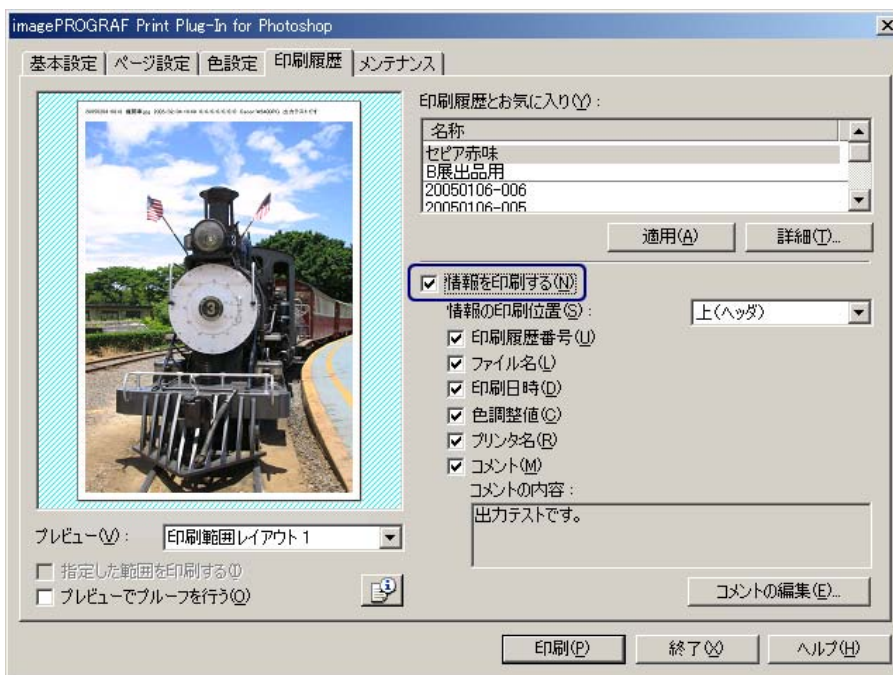 imagePROGRAF Print Plug-In for Photoshop
基本設定 ページ設定 色設定 印刷履歴 メンテナンス
印刷履歴とお気に入り(Y):
名称
セピア赤味
B展出品用
20050106-006
20050106-005
適用(A) 詳細(T)...
情報を印刷する(N)
情報の印刷位置(S): 上(ヘッダ)
印刷履歴番号(U)
ファイル名(L)
印刷日時(D)
色調整値(C)
プリンタ名(R)
コメント(M)
コメントの内容:
出力テストです。
コメントの編集(E)...
プレビュー(V): 印刷範囲レイアウト1
指定した範囲を印刷する(I)
プレビューでプルーフを行う(O)
印刷(P) 終了(X) ヘルプ(H)
3